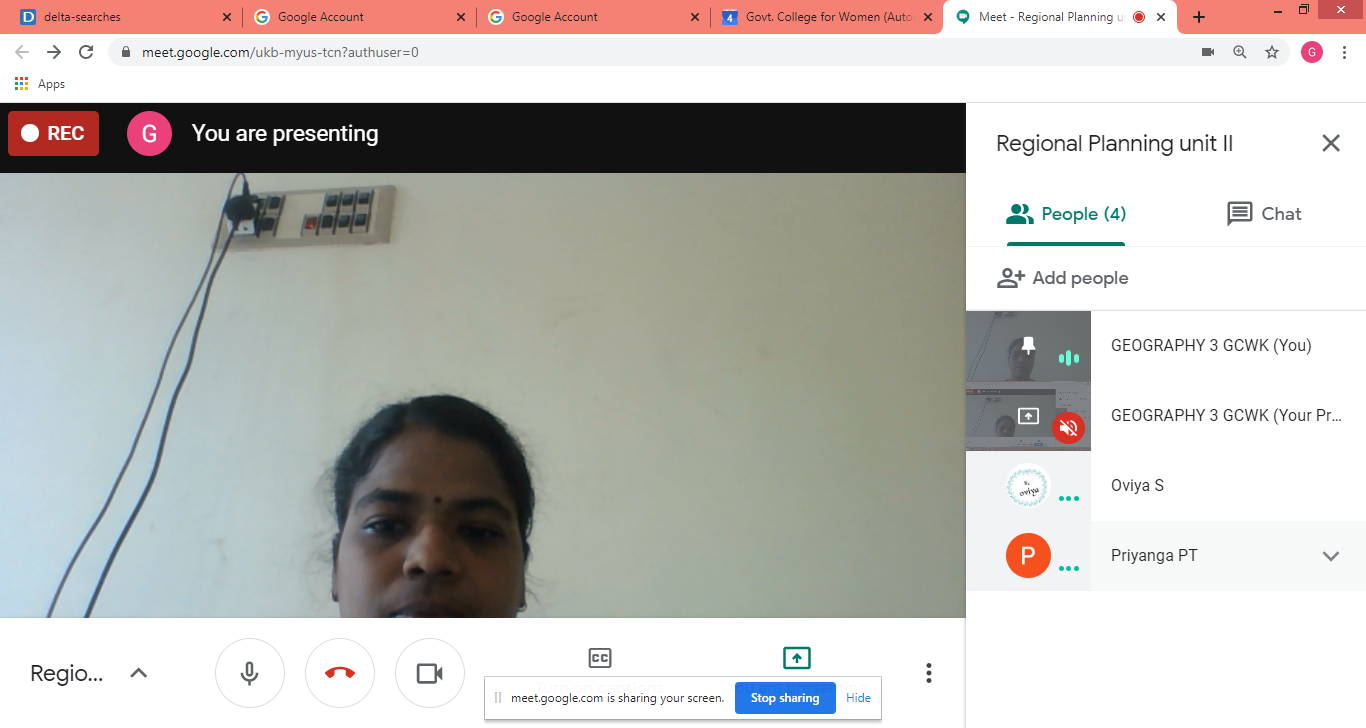 delta-searches
Google Account
Google Account
4
Govt. College for Women (Auto
Meet - Regional Planning u
meet.google.com/ukb-myus-tcn?authuser=0
G
Apps
REC
G
You are presenting
Regional Planning unit II
People (4)
Chat
Add people
GEOGRAPHY 3 GCWK (You)
GEOGRAPHY 3 GCWK (Your Pr...
s.
oviya
Oviya S
P
Priyanga PT
Regio...
CC
meet.google.com is sharing your screen.
Stop sharing
Hide